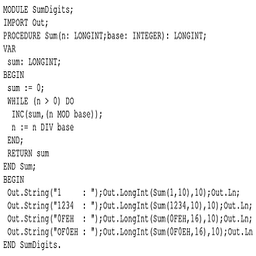 MODULE SumDigits;
IMPORT Out;
PROCEDURE Sum(n: LONGINT;base: INTEGER): LONGINT;
VAR
sum: LONGINT;
BEGIN
sum := 0;
WHILE (n > 0) DO
INC(sum,(n MOD base));
n := n DIV base
END;
RETURN sum
END Sum;
BEGIN
Out.String("1 : ");Out.LongInt(Sum(1,10),10);Out.Ln;
Out.String("1234 : ");Out.LongInt(Sum(1234,10),10);Out.Ln;
Out.String("0FEH : ");Out.LongInt(Sum(0FEH,16),10);Out.Ln;
Out.String("OF0EH : ");Out.LongInt(Sum(0F0EH,16),10);Out.Ln
END SumDigits.